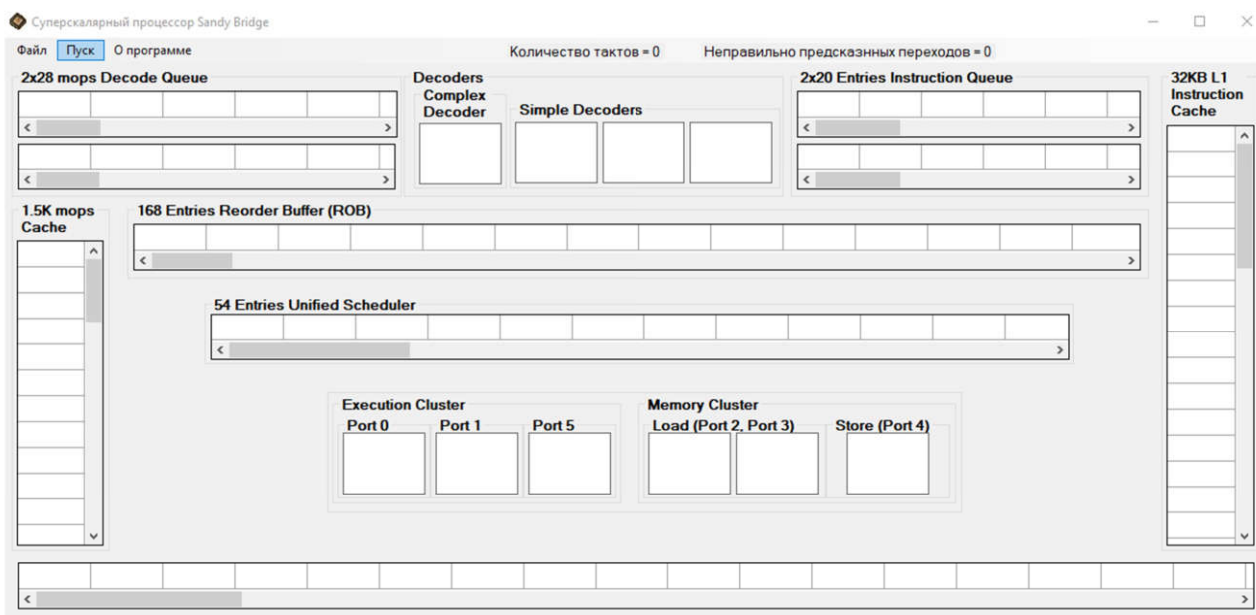 Суперскалярный процессор Sandy Bridge
Файл Пуск О программе Количество тактов = 0 Неправильно предсказнных переходов = 0
2x28 mops Decode Queue
Decoders
Complex
Decoder
Simple Decoders
2x20 Entries Instruction Queue
32KB L1
Instruction
Cache
1.5K mops
Cache
168 Entries Reorder Buffer (ROB)
54 Entries Unified Scheduler
Execution Cluster
Port 0 Port 1 Port 5
Memory Cluster
Load (Port 2, Port 3) Store (Port 4)